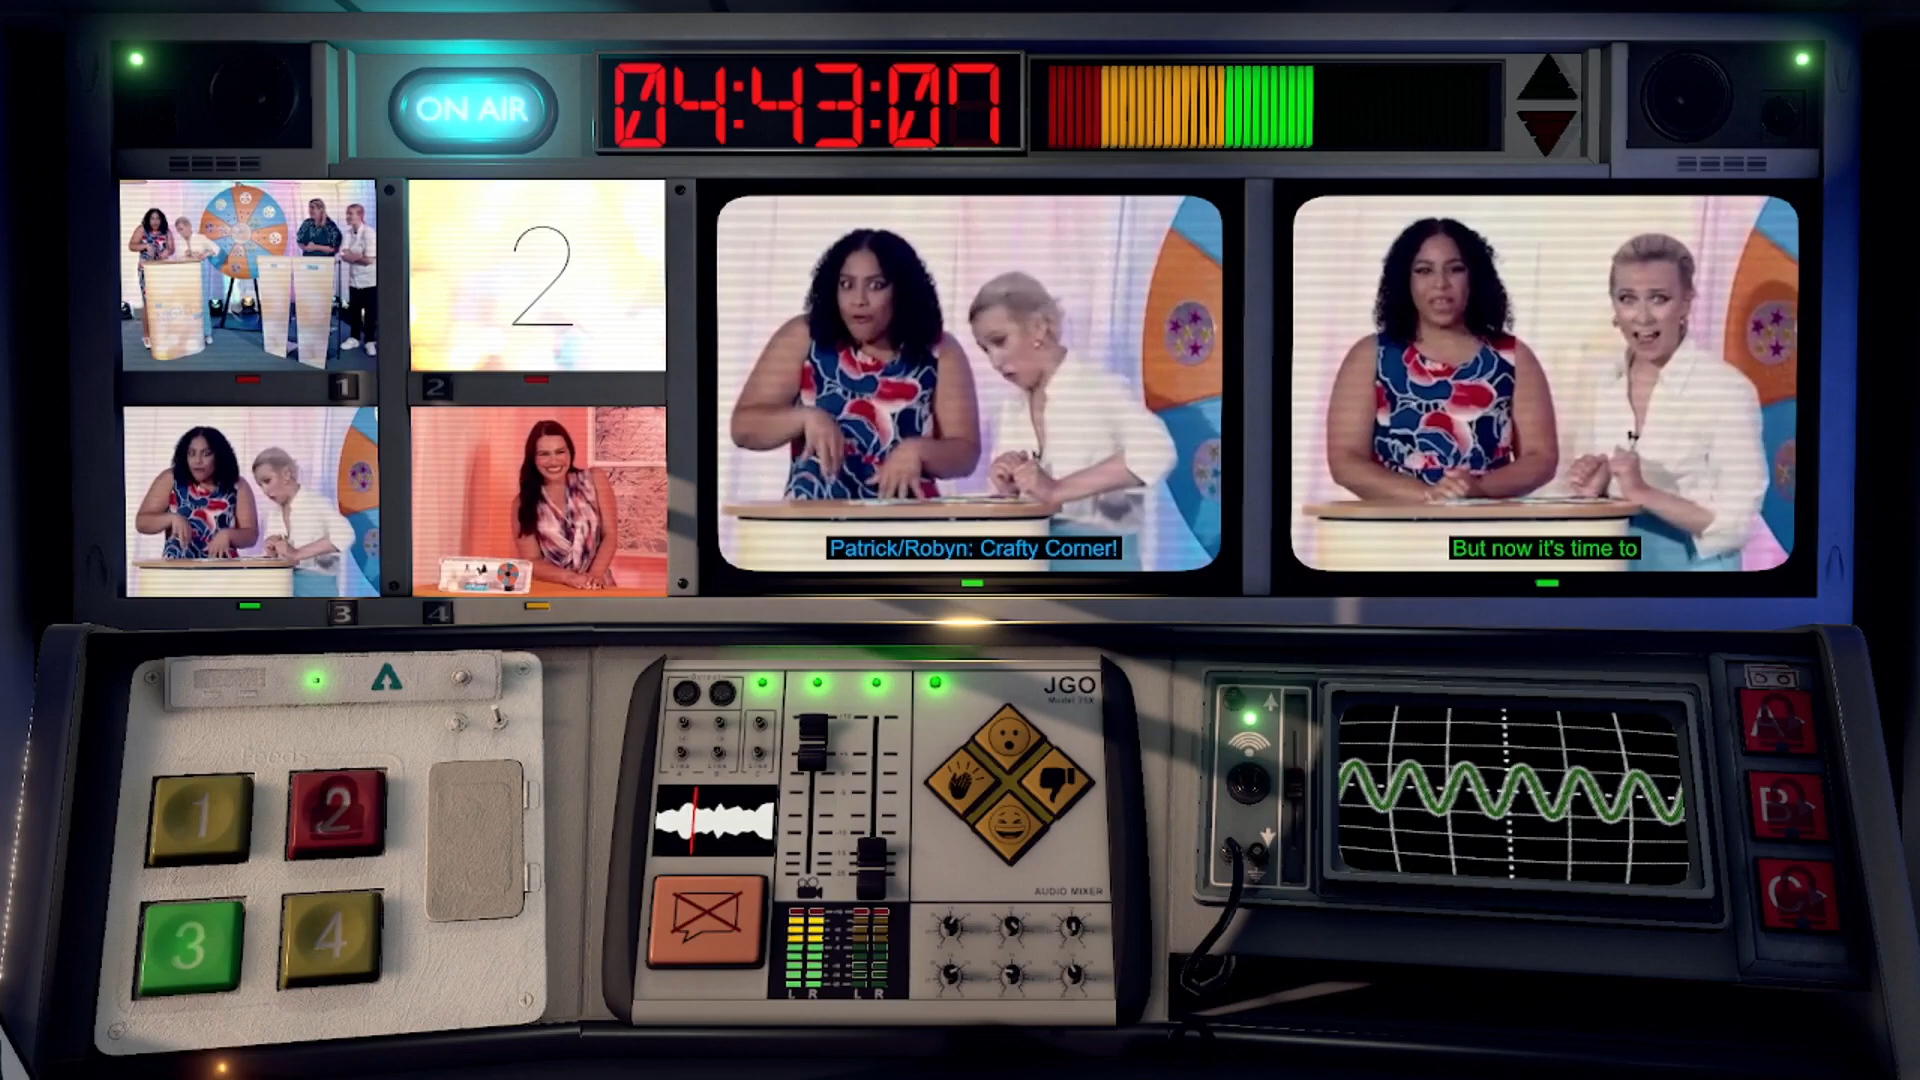 ON AIR
04:43:07
2
1
2
3
4
Patrick/Robyn: Crafty Corner!
But now it's time to
Feeds
1
2
3
4
JGO
AUDIO MIXER
L R
L R
A
B
C